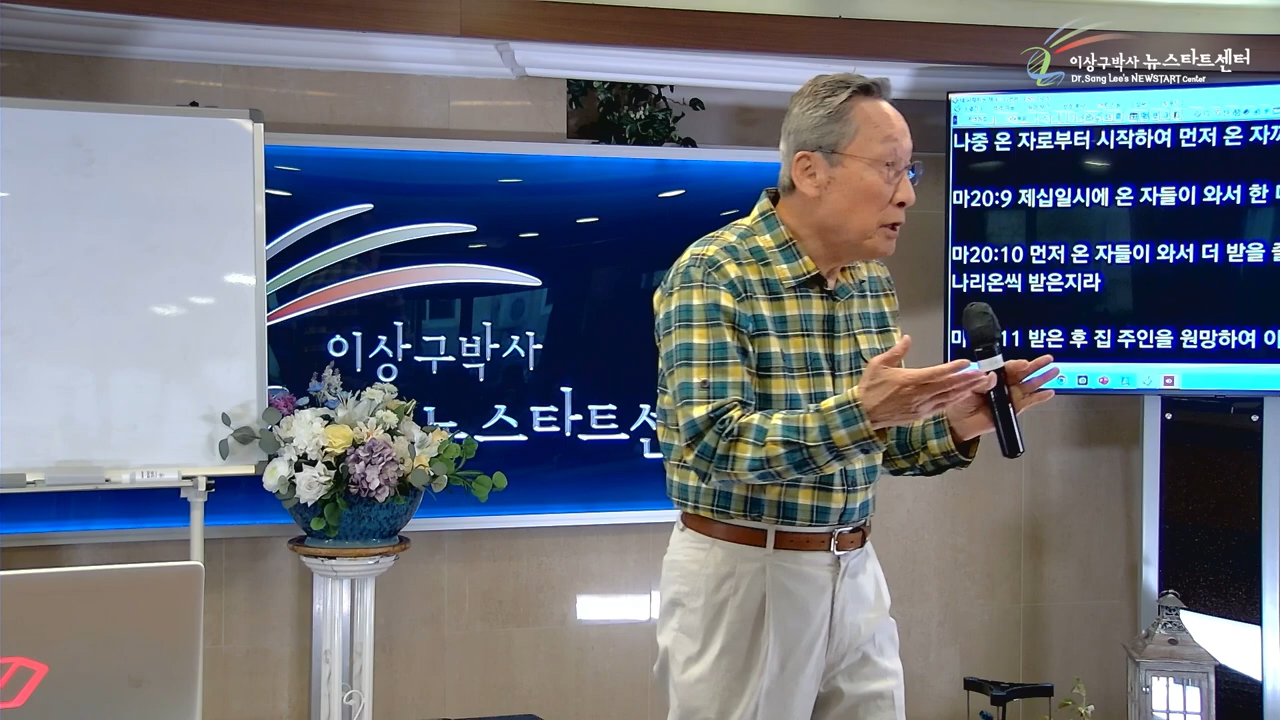 이상구박사 뉴스타트센터
Dr. Sang Lee's NEWSTART Center
나중 온 자로부터 시작하여 먼저 온 자까
마20:9 제십일시에 온 자들이 와서 한
마20:10 먼저 온 자들이 와서 더 받을
나리온씩 받은지라
마 11 받은 후 집 주인을 원망하여 이
이상구박사
뉴스타트센